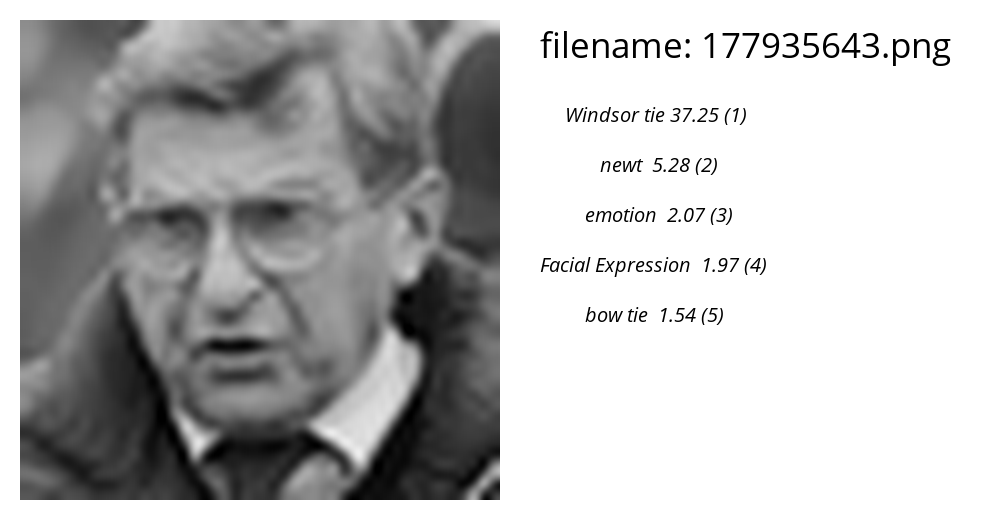 filename: 177935643.png
Windsor tie 37.25 (1)
newt 5.28 (2)
emotion 2.07 (3)
Facial Expression 1.97 (4)
bow tie 1.54 (5)